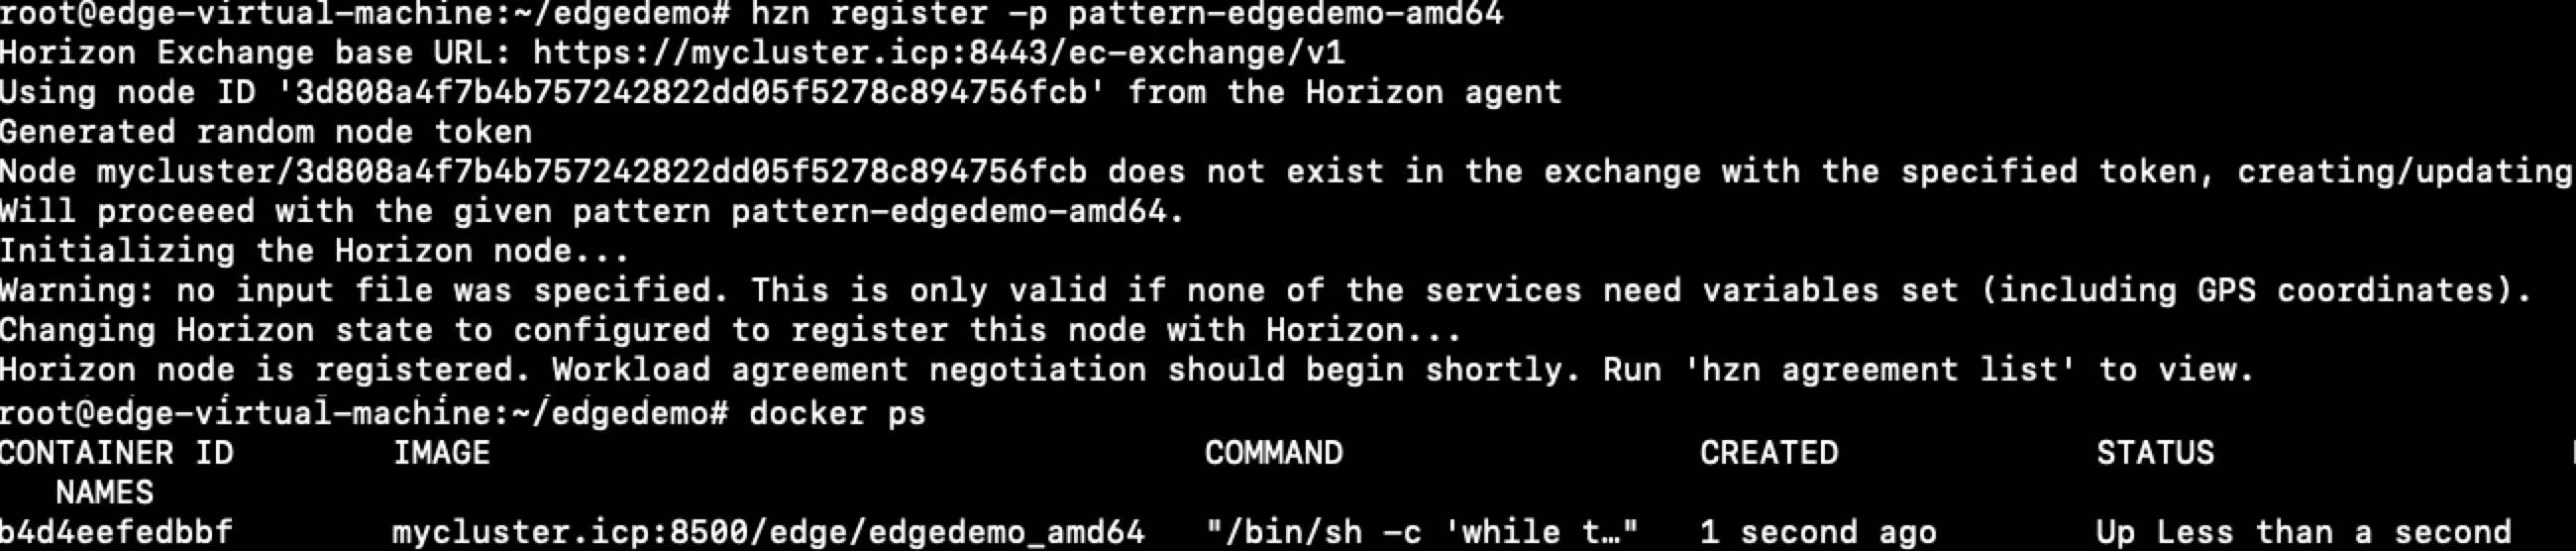 root@edge-virtual-machine:~/edgedemo# hzn register -p pattern-edgedemo-amd64
Horizon Exchange base URL: https://mycluster.icp:8443/ec-exchange/v1
Using node ID '3d808a4f7b4b757242822dd05f5278c894756fcb' from the Horizon agent
Generated random node token
Node mycluster/3d808a4f7b4b757242822dd05f5278c894756fcb does not exist in the exchange with the specified token, creating/updating
Will proceeed with the given pattern pattern-edgedemo-amd64.
Initializing the Horizon node...
Warning: no input file was specified. This is only valid if none of the services need variables set (including GPS coordinates).
Changing Horizon state to configured to register this node with Horizon...
Horizon node is registered. Workload agreement negotiation should begin shortly. Run 'hzn agreement list' to view.
root@edge-virtual-machine:~/edgedemo# docker ps
CONTAINER ID IMAGE COMMAND CREATED STATUS
NAMES
b4d4eefedbbf mycluster.icp:8500/edge/edgedemo_amd64 "/bin/sh -c 'while t…" 1 second ago Up Less than a second